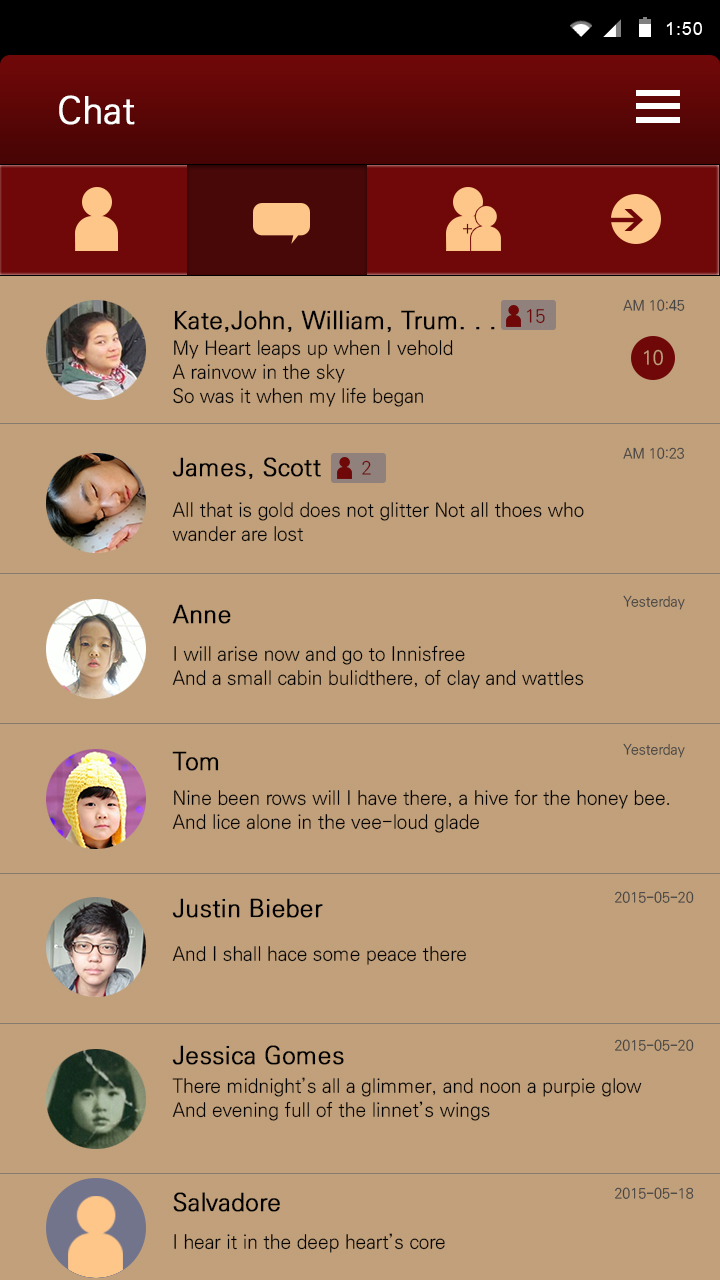 1:50
Chat
Kate,John, William, Trum. . . 15
AM 10:45
My Heart leaps up when I vehold
A rainvow in the sky
So was it when my life began
10
James, Scott 2
AM 10:23
All that is gold does not glitter Not all thoes who
wander are lost
Anne
Yesterday
I will arise now and go to Innisfree
And a small cabin bulidthere, of clay and wattles
Tom
Yesterday
Nine been rows will I have there, a hive for the honey bee.
And lice alone in the vee-loud glade
Justin Bieber
2015-05-20
And I shall hace some peace there
Jessica Gomes
2015-05-20
There midnight's all a glimmer, and noon a purpie glow
And evening full of the linnet's wings
Salvadore
2015-05-18
I hear it in the deep heart's core